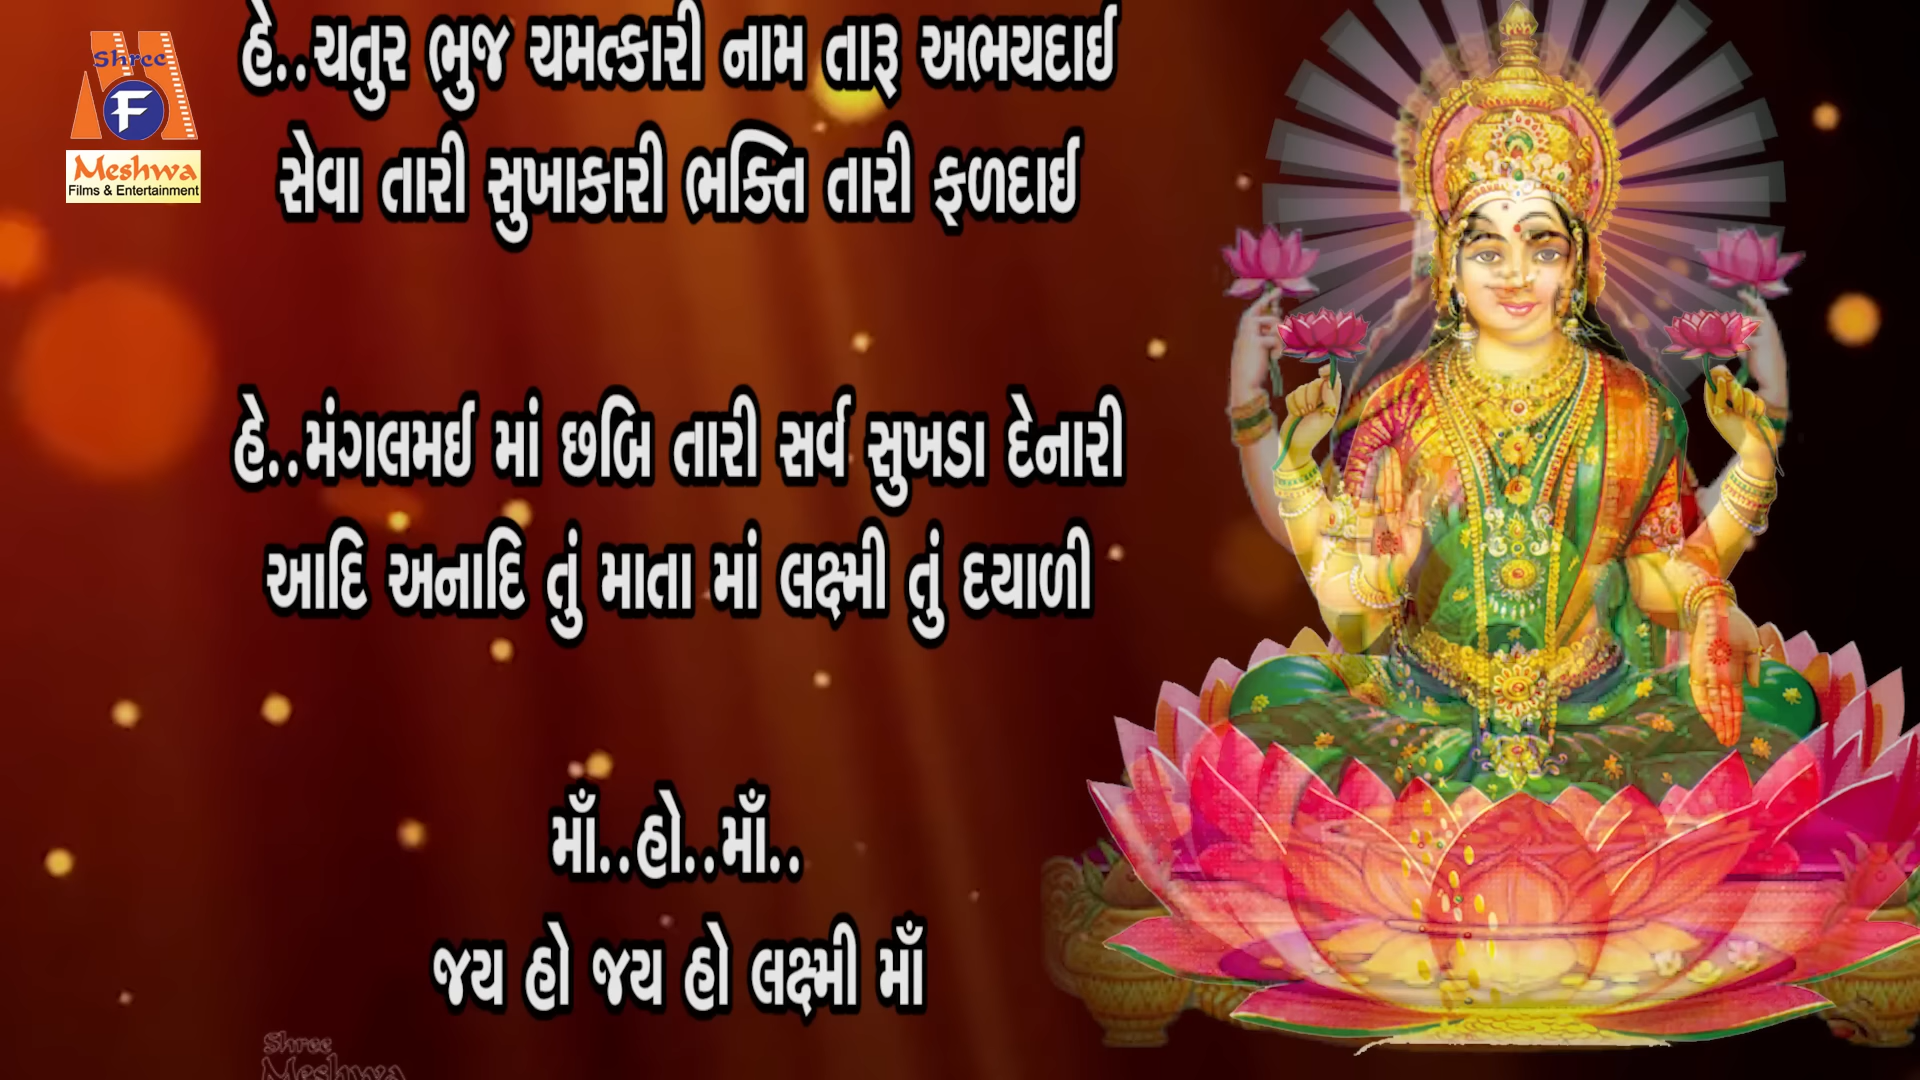 Shree
F
Meshwa
Films & Entertainment
હે..ચતુર ભુજ ચમત્કારી નામ તારૂ અભયદાઈ
સેવા તારી સુખાકારી ભક્તિ તારી ફળદાઈ
હે..મંગલમઈ માં છબિ તારી સર્વ સુખડા દેનારી
આદિ અનાદિ તું માતા માં લક્ષ્મી તું દયાળી
માઁ..હો..માઁ..
જય હો જય હો લક્ષ્મી માઁ
Shree
Meshwa